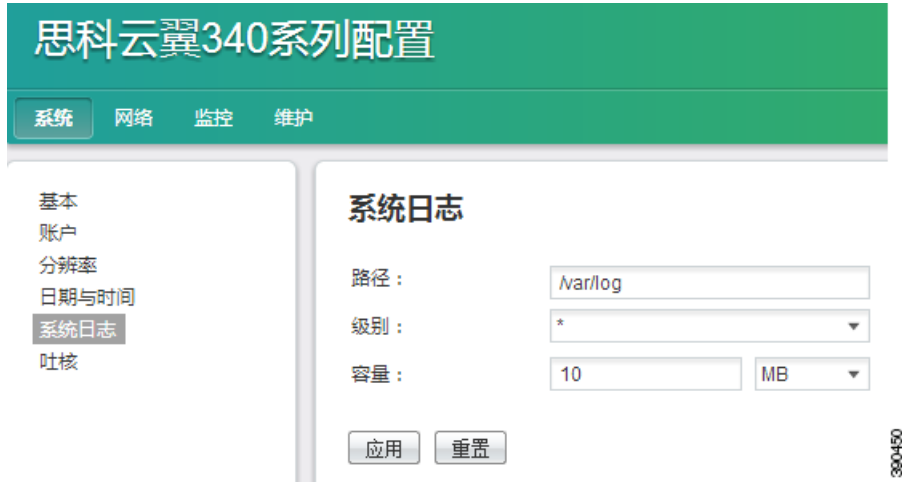 思科云翼340系列配置
系统 网络 监控 维护
基本
账户
分辨率
日期与时间
系统日志
吐核
系统日志
路径： /var/log
级别： *
容量： 10 MB
应用 重置
390450